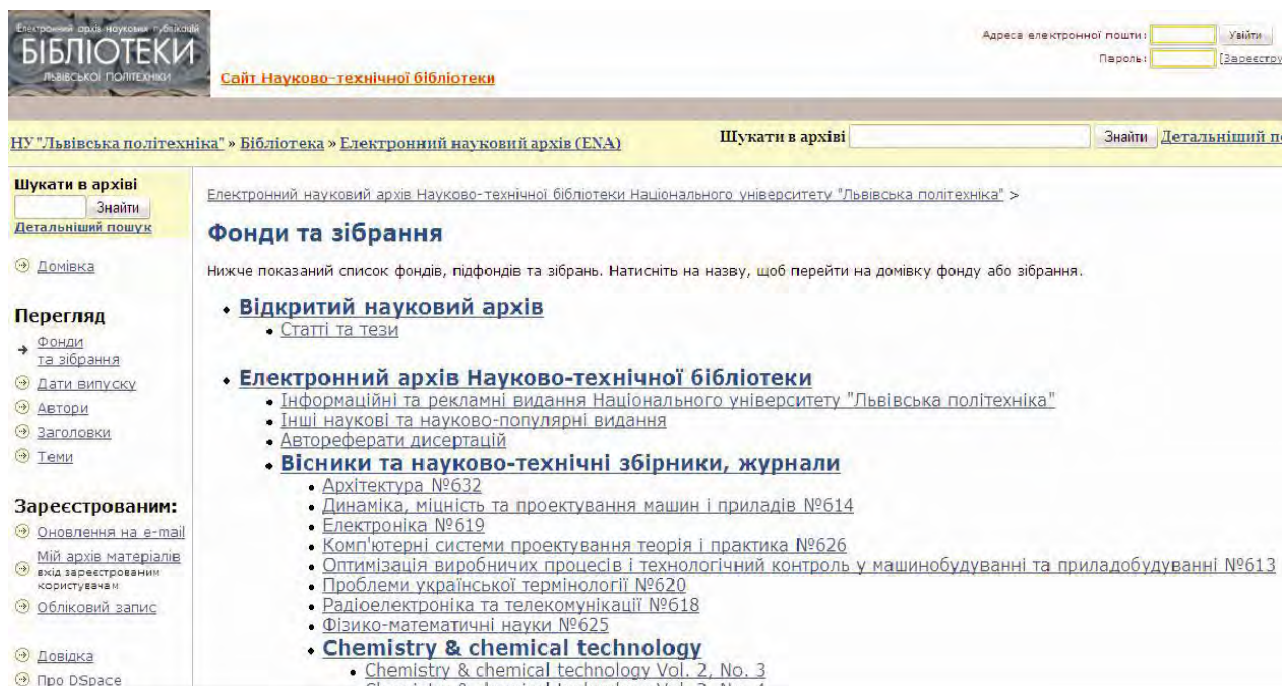 Електронний архів наукових публікацій
БІБЛІОТЕКИ
ЛЬВІВСЬКОЇ ПОЛІТЕХНІКИ
Сайт Науково-технічної бібліотеки
Адреса електронної пошти:
Увійти
Пароль:
[Зареєстру
НУ "Львівська політехніка" » Бібліотека » Електронний науковий архів (ENA)
Шукати в архіві
Знайти
Детальніший по
Шукати в архіві
Знайти
Детальніший пошук
Домівка
Перегляд
Фонди
та зібрання
Дати випуску
Автори
Заголовки
Теми
Зареєстрованим:
Оновлення на e-mail
Мій архів матеріалів
вхід зареєстрованим
користувачам
Обліковий запис
Довідка
Про DSpace
Електронний науковий архів Науково-технічної бібліотеки Національного університету "Львівська політехніка" >
Фонди та зібрання
Нижче показаний список фондів, підфондів та зібрань. Натисніть на назву, щоб перейти на домівку фонду або зібрання.
Відкритий науковий архів
Статті та тези
Електронний архів Науково-технічної бібліотеки
Інформаційні та рекламні видання Національного університету "Львівська політехніка"
Інші наукові та науково-популярні видання
Автореферати дисертацій
Вісники та науково-технічні збірники, журнали
Архітектура №632
Динаміка, міцність та проектування машин і приладів №614
Електроніка №619
Комп'ютерні системи проектування теорія і практика №626
Оптимізація виробничих процесів і технологічний контроль у машинобудуванні та приладобудуванні №613
Проблеми української термінології №620
Радіоелектроніка та телекомунікації №618
Фізико-математичні науки №625
Chemistry & chemical technology
Chemistry & chemical technology Vol. 2, No. 3